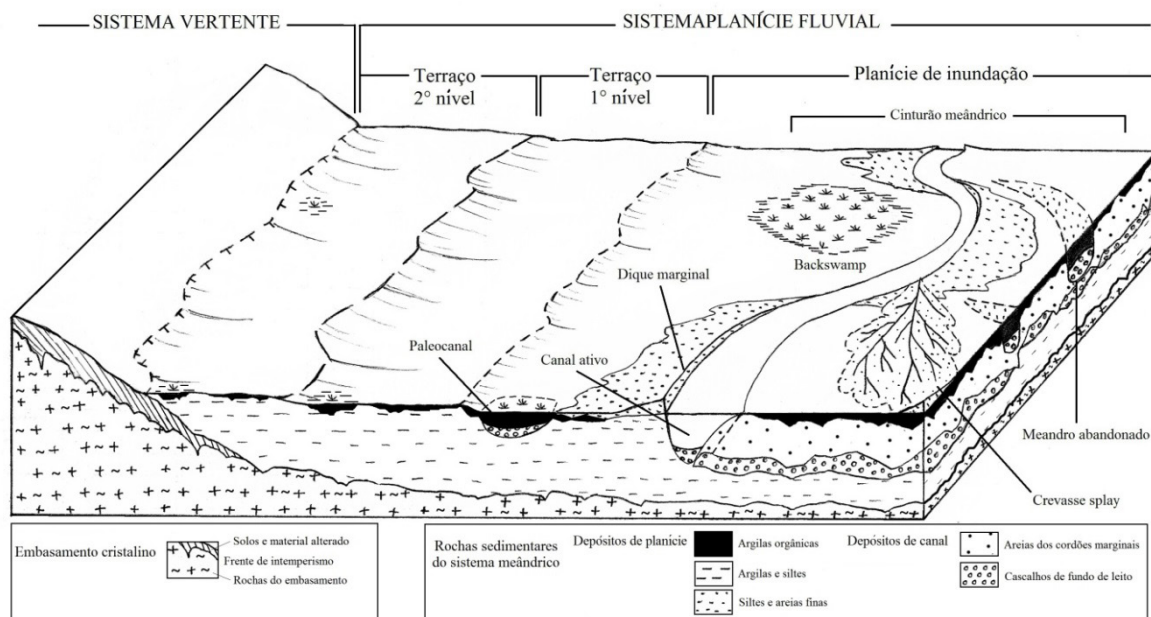 SISTEMA VERTENTE
SISTEMAPLANÍCIE FLUVIAL
Terraço
2° nível
Terraço
1° nível
Planície de inundação
Cinturão meândrico
Backswamp
Dique marginal
Paleocanal
Canal ativo
Meandro abandonado
Crevasse splay
Embasamento cristalino
Solos e material alterado
Frente de intemperismo
Rochas do embasamento
Rochas sedimentares
do sistema meândrico
Depósitos de planície
Argilas orgânicas
Argilas e siltes
Siltes e areias finas
Depósitos de canal
Areias dos cordões marginais
Cascalhos de fundo de leito